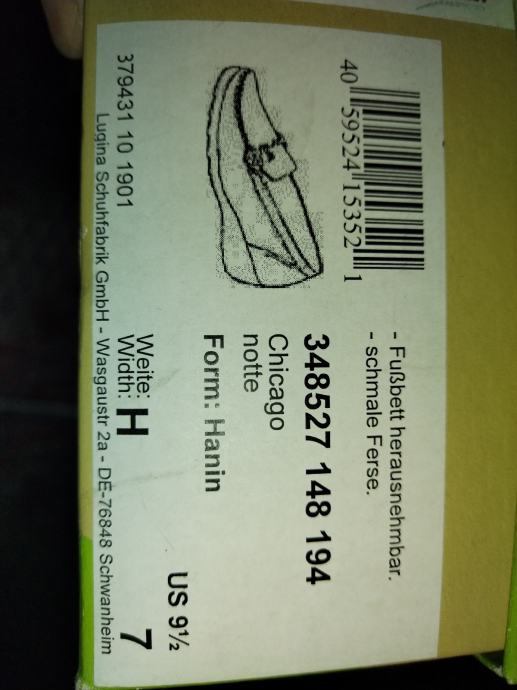 - Fußbett herausnehmbar.
- schmale Ferse.
40 59524 15352 1
348527 148 194
Chicago
notte
Form: Hanin
US 9½
Weite:
Width: H
7
379431 10 1901
Lugina Schuhfabrik GmbH - Wasgaustr 2a - DE-76848 Schwanheim